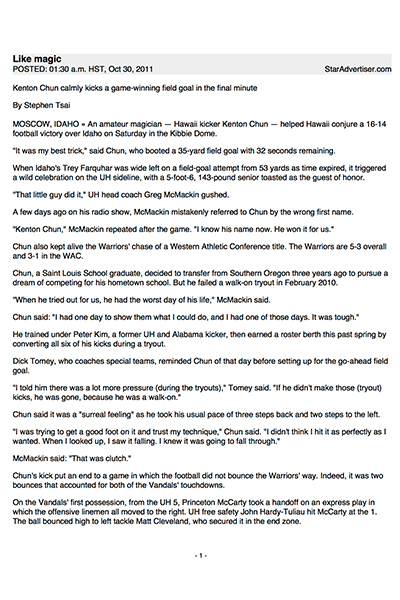 Like magic
POSTED: 01:30 a.m. HST, Oct 30, 2011 StarAdvertiser.com
Kenton Chun calmly kicks a game-winning field goal in the final minute
By Stephen Tsai
MOSCOW, IDAHO » An amateur magician — Hawaii kicker Kenton Chun — helped Hawaii conjure a 16-14
football victory over Idaho on Saturday in the Kibbie Dome.
"It was my best trick," said Chun, who booted a 35-yard field goal with 32 seconds remaining.
When Idaho's Trey Farquhar was wide left on a field-goal attempt from 53 yards as time expired, it triggered
a wild celebration on the UH sideline, with a 5-foot-6, 143-pound senior toasted as the guest of honor.
"That little guy did it," UH head coach Greg McMackin gushed.
A few days ago on his radio show, McMackin mistakenly referred to Chun by the wrong first name.
"Kenton Chun," McMackin repeated after the game. "I know his name now. He won it for us."
Chun also kept alive the Warriors' chase of a Western Athletic Conference title. The Warriors are 5-3 overall
and 3-1 in the WAC.
Chun, a Saint Louis School graduate, decided to transfer from Southern Oregon three years ago to pursue a
dream of competing for his hometown school. But he failed a walk-on tryout in February 2010.
"When he tried out for us, he had the worst day of his life," McMackin said.
Chun said: "I had one day to show them what I could do, and I had one of those days. It was tough."
He trained under Peter Kim, a former UH and Alabama kicker, then earned a roster berth this past spring by
converting all six of his kicks during a tryout.
Dick Tomey, who coaches special teams, reminded Chun of that day before setting up for the go-ahead field
goal.
"I told him there was a lot more pressure (during the tryouts)," Tomey said. "If he didn't make those (tryout)
kicks, he was gone, because he was a walk-on."
Chun said it was a "surreal feeling" as he took his usual pace of three steps back and two steps to the left.
"I was trying to get a good foot on it and trust my technique," Chun said. "I didn't think I hit it as perfectly as I
wanted. When I looked up, I saw it falling. I knew it was going to fall through."
McMackin said: "That was clutch."
Chun's kick put an end to a game in which the football did not bounce the Warriors' way. Indeed, it was two
bounces that accounted for both of the Vandals' touchdowns.
On the Vandals' first possession, from the UH 5, Princeton McCarty took a handoff on an express play in
which the offensive linemen all moved to the right. UH free safety John Hardy-Tuliau hit McCarty at the 1.
The ball bounced high to left tackle Matt Cleveland, who secured it in the end zone.
- 1 -